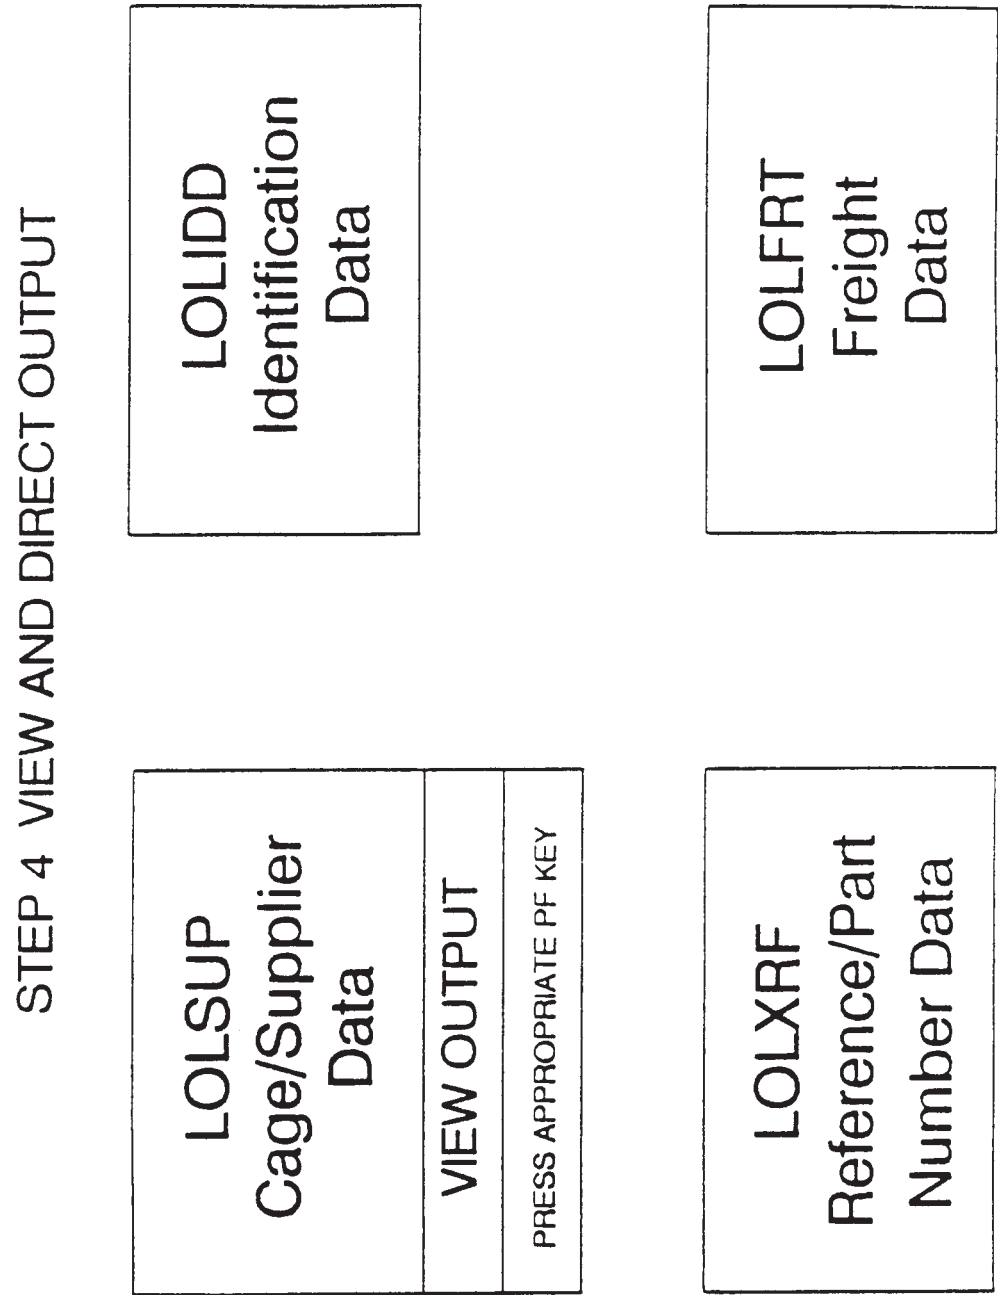 STEP 4 VIEW AND DIRECT OUTPUT
LOLSUP
Cage/Supplier
Data
VIEW OUTPUT
PRESS APPROPRIATE PF KEY
LOLIDD
Identification
Data
LOLXRF
Reference/Part
Number Data
LOLFRT
Freight
Data